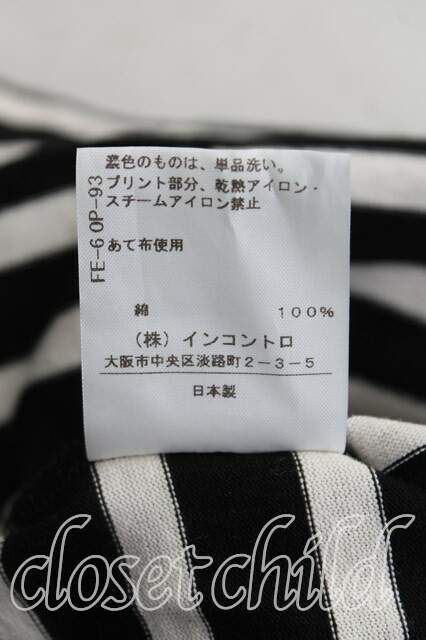 濃色のものは、単品洗い。
プリント部分、乾熱アイロン・
スチームアイロン禁止
あて布使用
FE-6 OP-93
綿 100%
(株)インコントロ
大阪市中央区淡路町2-3-5
日本製
closet child